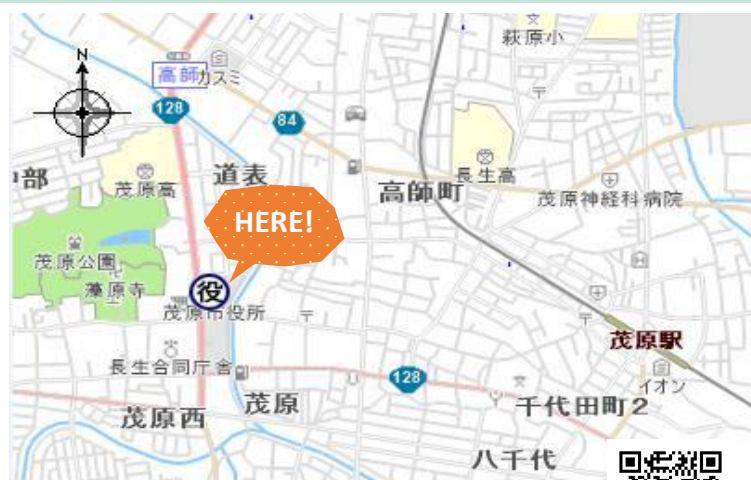 萩原小
N
高師
カスミ
128
84
中部
茂原高
道表
高師町
長生高
茂原神経科病院
HERE!
茂原公園
藻原寺
役
茂原市役所
茂原駅
長生合同庁舎
128
イオン
茂原西
茂原
千代田町2
八千代